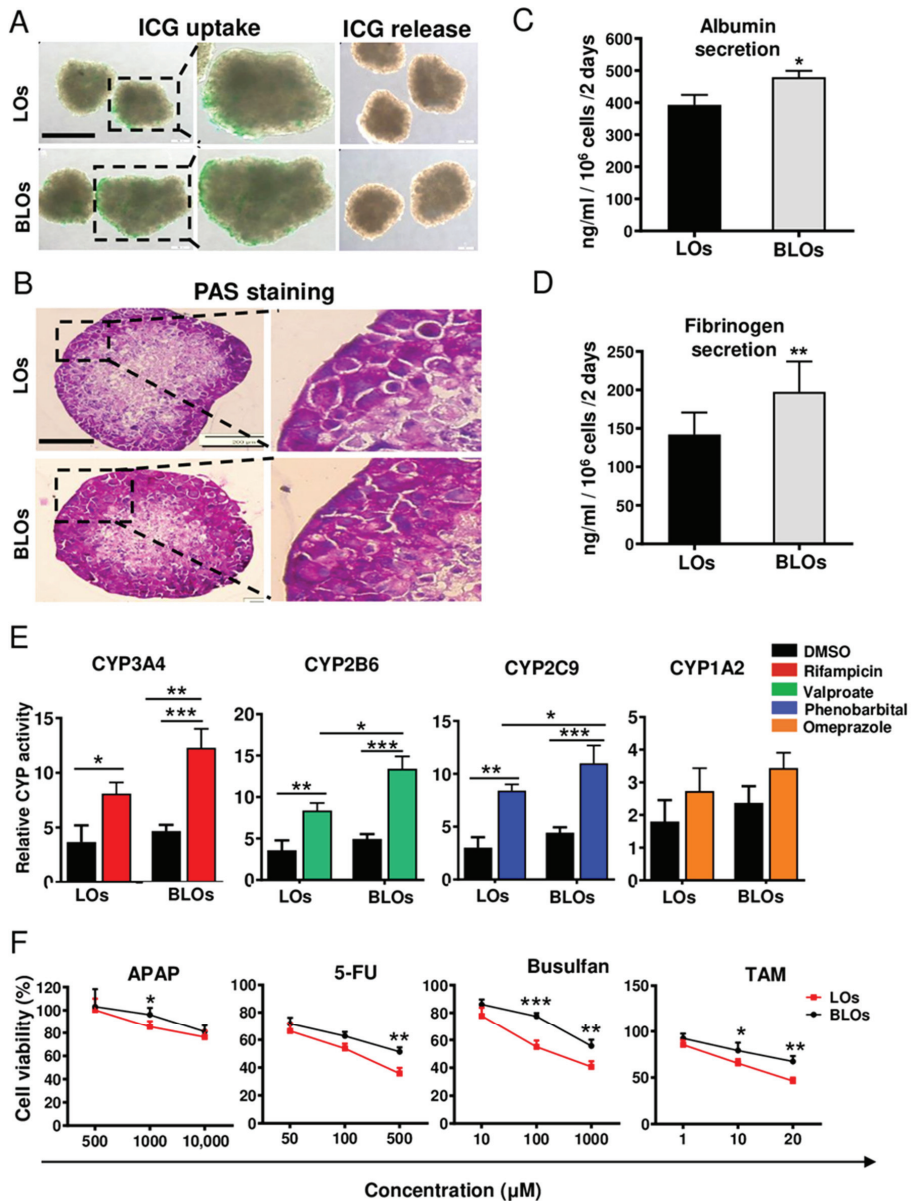 A
ICG uptake
ICG release
LOs
BLOs
B
PAS staining
LOs
200 µm
BLOs
C
Albumin
secretion
*
ng/ml / 10⁶ cells /2 days
600
500
400
300
200
100
0
LOs
BLOs
D
Fibrinogen
secretion
**
ng/ml / 10⁶ cells /2 days
250
200
150
100
50
0
LOs
BLOs
E
CYP3A4
Relative CYP activity
15
10
5
0
*
**
***
LOs
BLOs
CYP2B6
20
15
10
5
0
**
*
***
LOs
BLOs
CYP2C9
15
10
5
0
**
*
***
LOs
BLOs
CYP1A2
5
4
3
2
1
0
LOs
BLOs
DMSO
Rifampicin
Valproate
Phenobarbital
Omeprazole
F
APAP
Cell viability (%)
120
100
80
60
40
20
0
*
500 1000 10,000
5-FU
100
80
60
40
20
0
**
50 100 500
Busulfan
100
80
60
40
20
0
***
**
10 100 1000
TAM
150
100
50
0
*
**
1 10 20
LOs
BLOs
Concentration (µM)